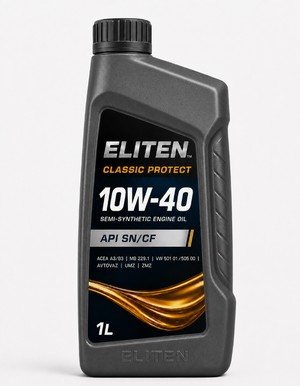 ELITEN™
CLASSIC PROTECT
10W-40
SEMI-SYNTHETIC ENGINE OIL
API SN/CF
ACEA A3/B3 | MB 229.1 | VW 501 01/505 00 |
AVTOVAZ | UMZ | ZMZ
1L
ELITEN